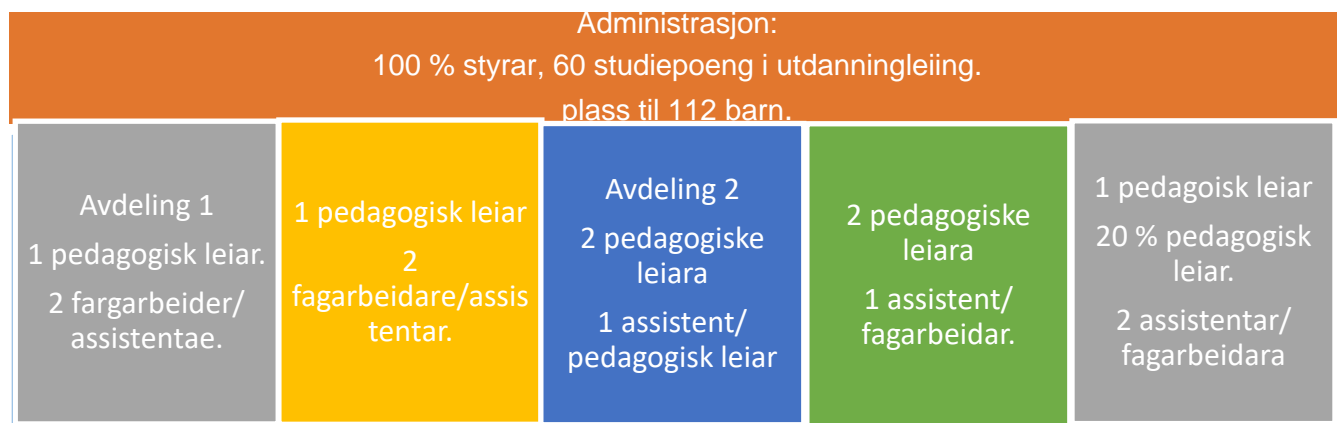 Administrasjon:
100 % styrar, 60 studiepoeng i utdanningleiing.
plass til 112 barn.
Avdeling 1
1 pedagogisk leiar.
2 fargarbeider/
assistentae.
1 pedagogisk leiar
2
fagarbeidare/assis
tentar.
Avdeling 2
2 pedagogiske
leiara
1 assistent/
pedagogisk leiar
2 pedagogiske
leiara
1 assistent/
fagarbeidar.
1 pedagoisk leiar
20 % pedagogisk
leiar.
2 assistentar/
fagarbeidara